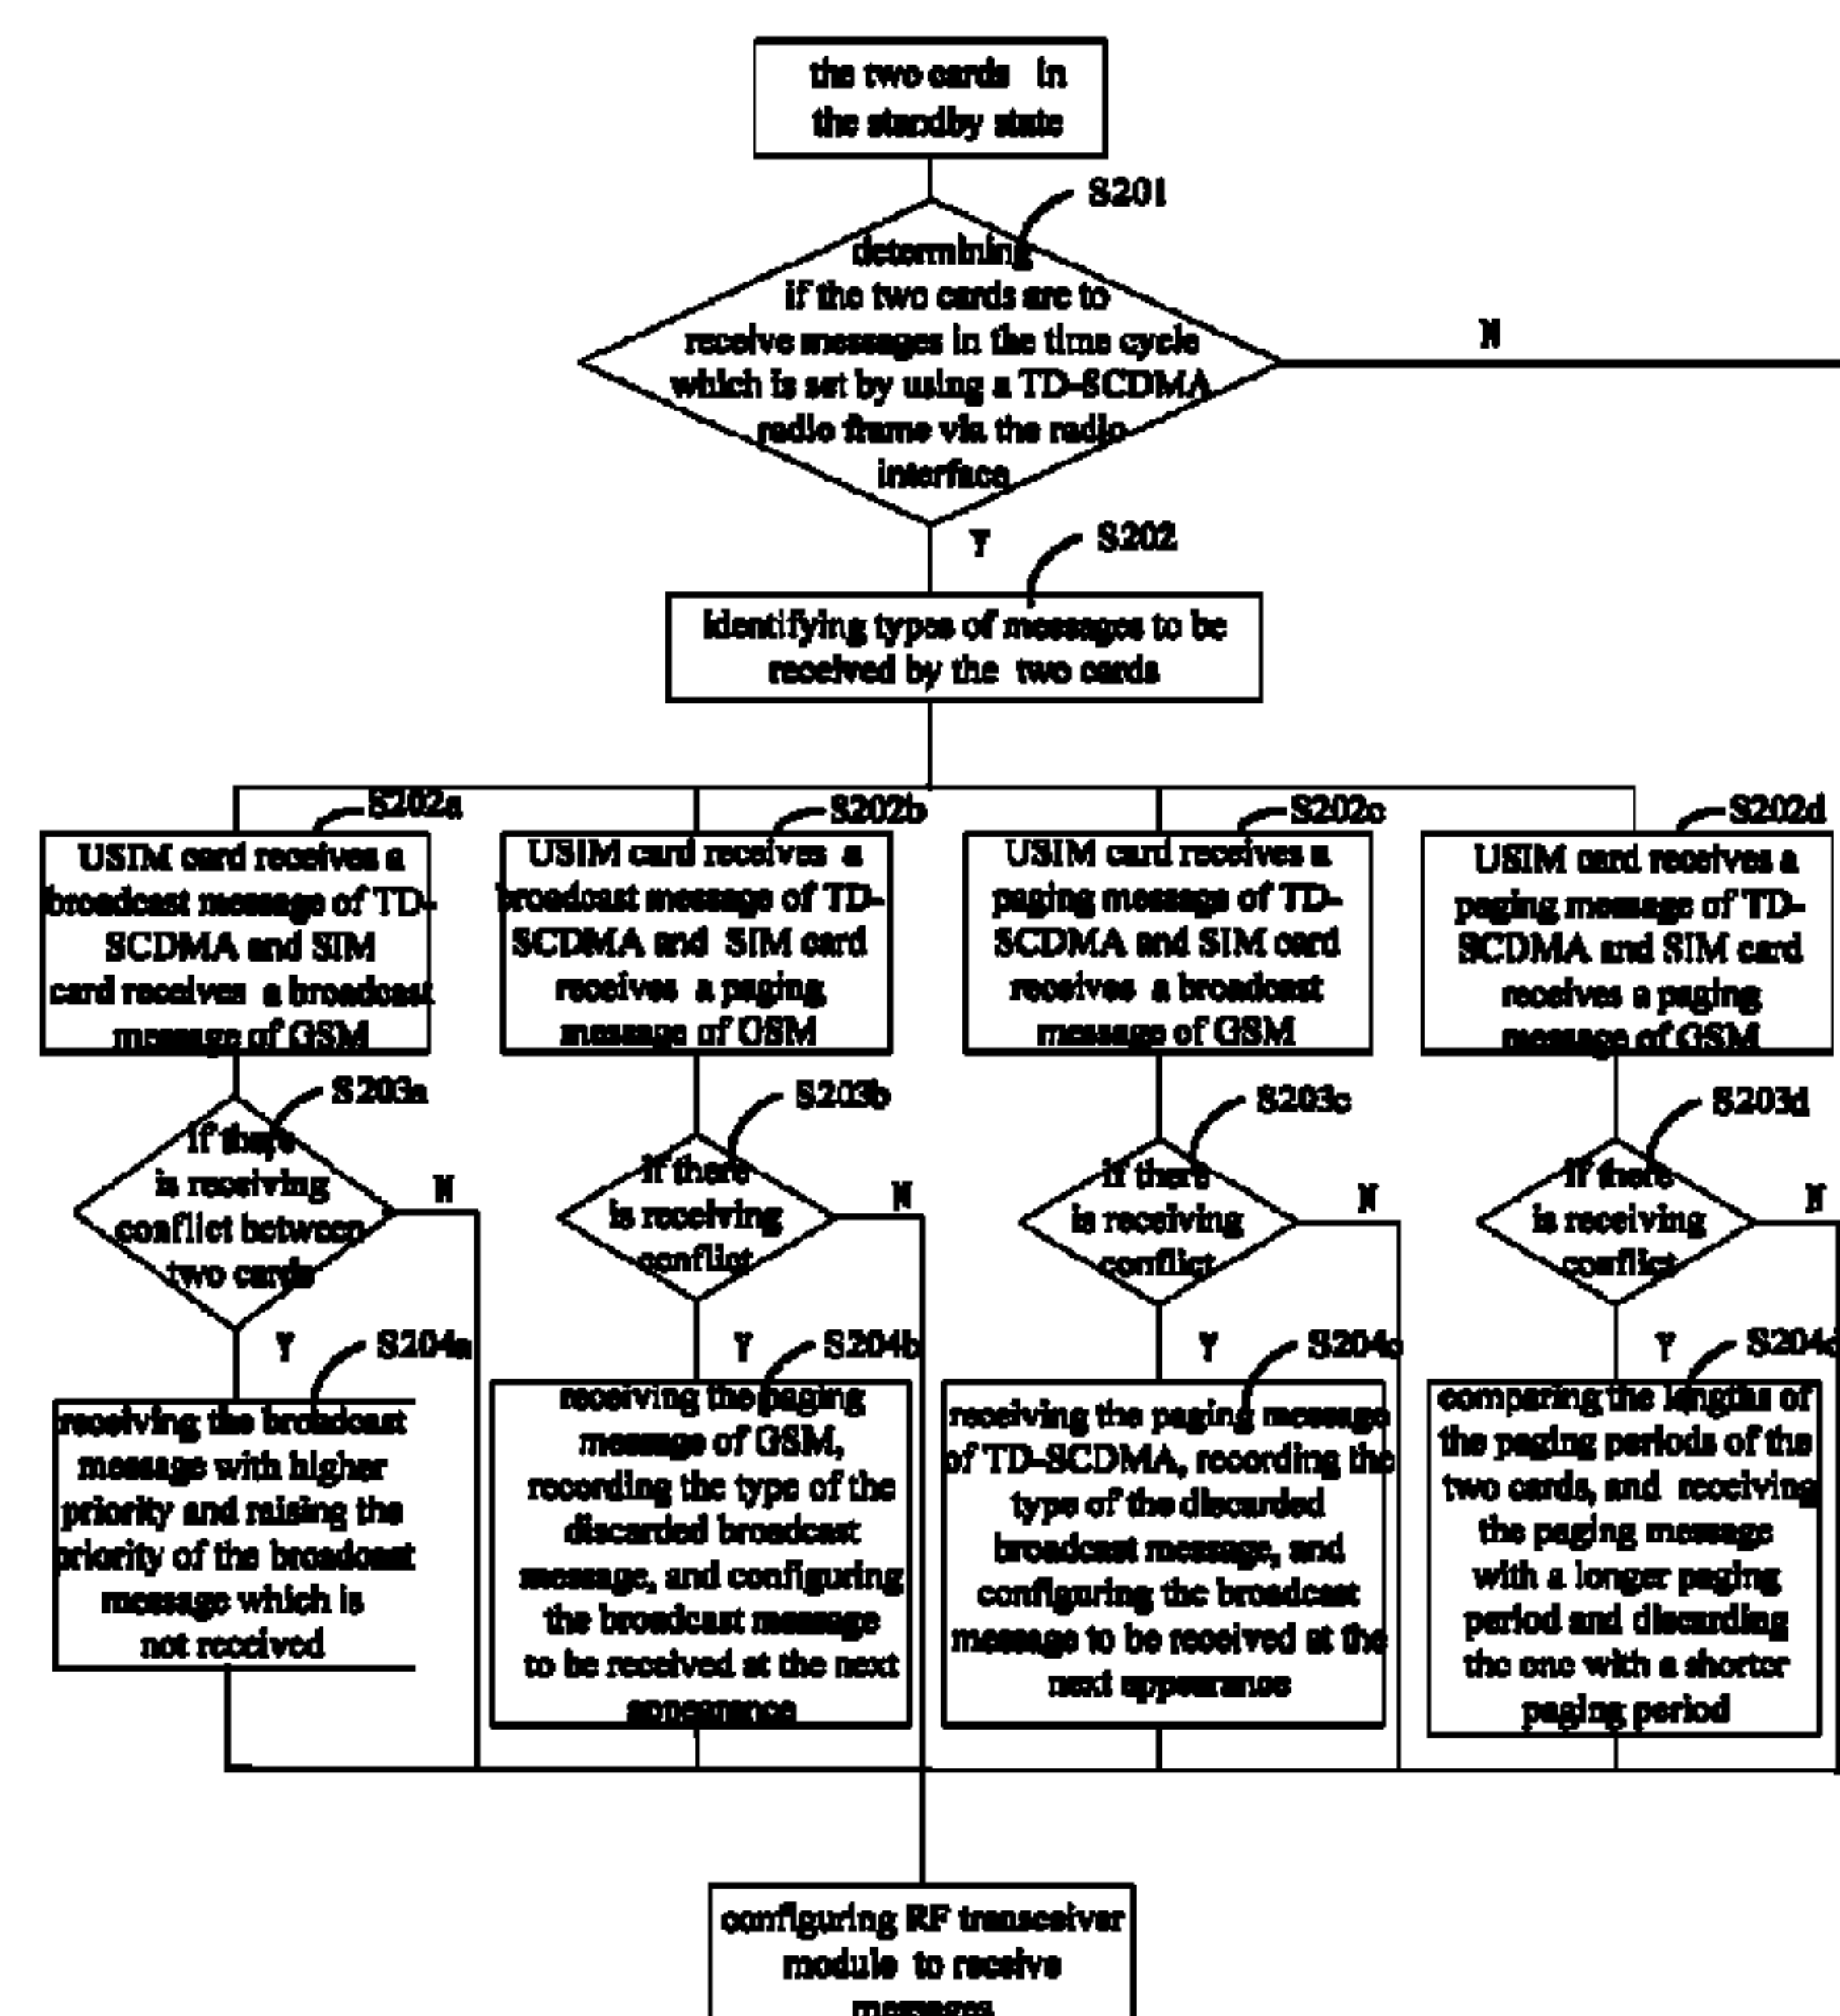 the two cards in
the standby state
S201
determining
if the two cards are to
receive messages in the time cycle
which is set by using a TD-SCDMA
radio frame via the radio
interface
N
Y
S202
identifying types of messages to be
received by the two cards
S202a
S202b
S202c
S202d
USIM card receives a
broadcast message of TD-
SCDMA and SIM
card receives a broadcast
message of GSM
USIM card receives a
broadcast message of TD-
SCDMA and SIM card
receives a paging
message of GSM
USIM card receives a
paging message of TD-
SCDMA and SIM card
receives a broadcast
message of GSM
USIM card receives a
paging message of TD-
SCDMA and SIM card
receives a paging
message of GSM
S203a
if there
is receiving
conflict between
two cards
N
S203b
if there
is receiving
conflict
N
S203c
if there
is receiving
conflict
N
S203d
if there
is receiving
conflict
N
Y
S204a
receiving the broadcast
message with higher
priority and raising the
priority of the broadcast
message which is
not received
Y
S204b
receiving the paging
message of GSM,
recording the type of the
discarded broadcast
message, and configuring
the broadcast message
to be received at the next
appearance
Y
S204c
receiving the paging message
of TD-SCDMA, recording the
type of the discarded
broadcast message, and
configuring the broadcast
message to be received at the
next appearance
Y
S204d
comparing the lengths of
the paging periods of the
two cards, and receiving
the paging message
with a longer paging
period and discarding
the one with a shorter
paging period
configuring RF transceiver
module to receive
messages